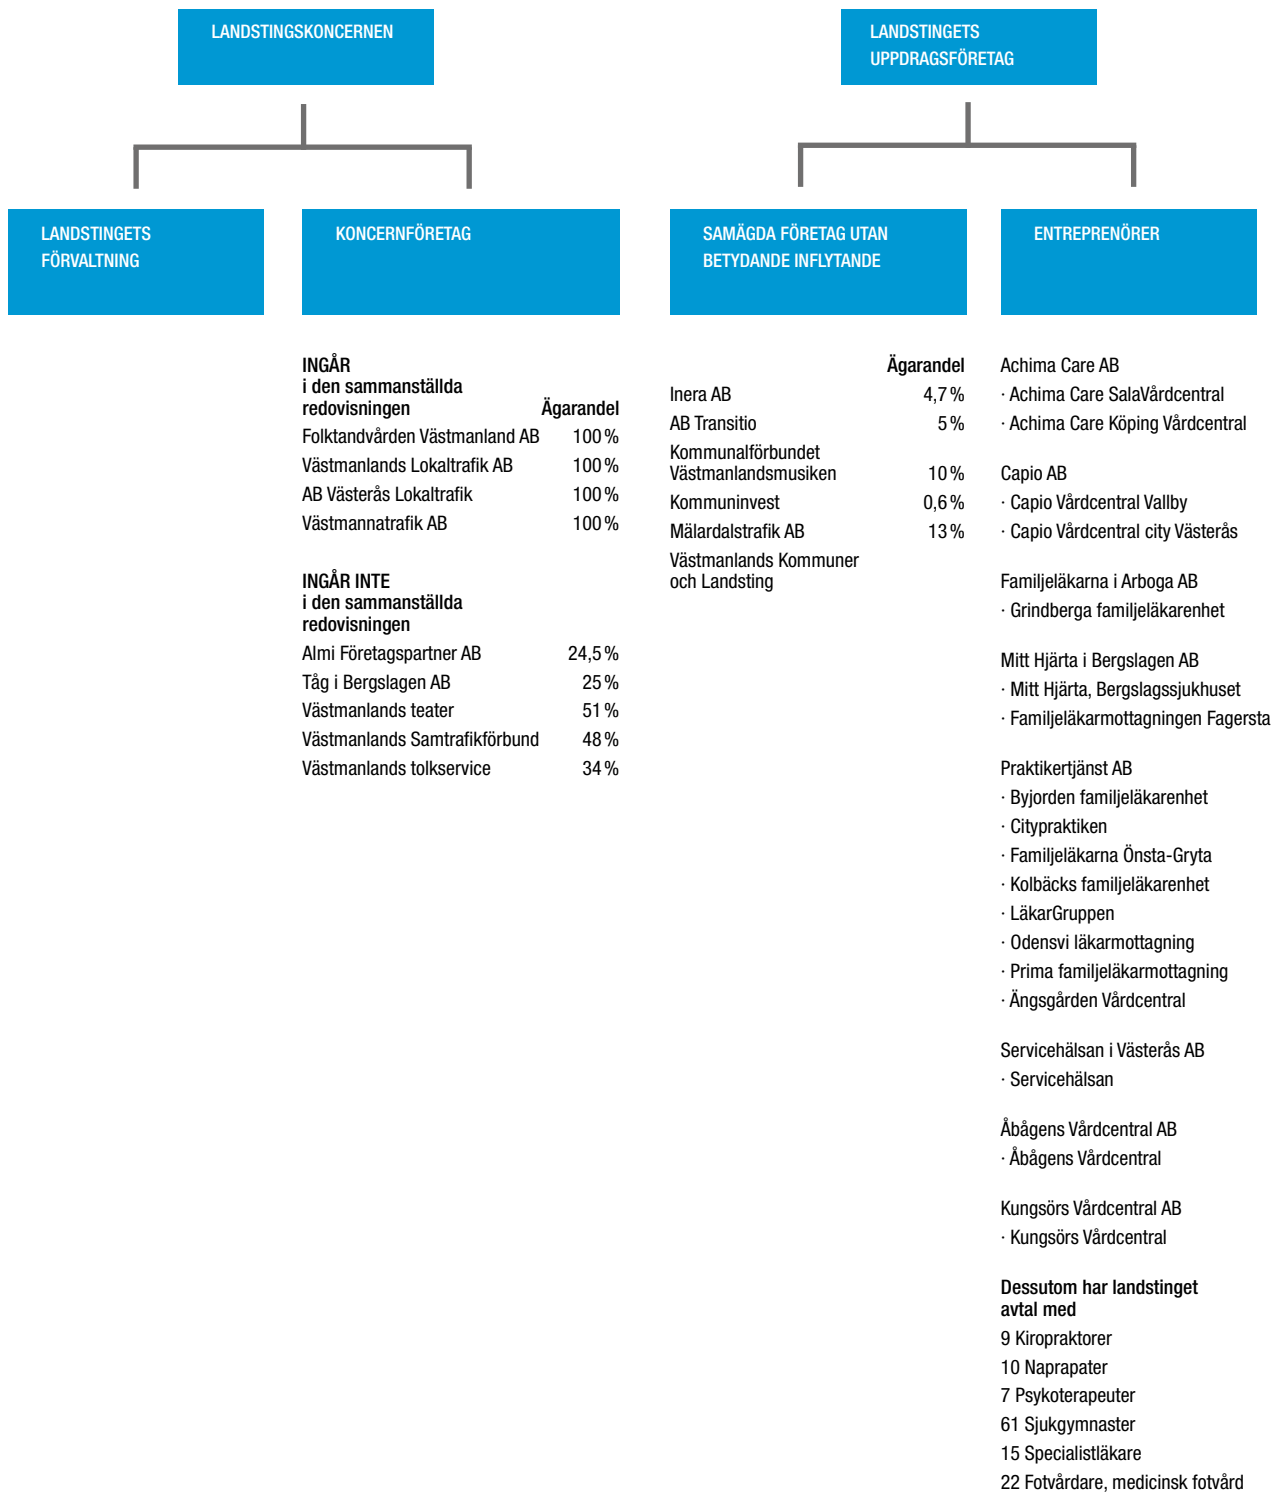 LANDSTINGSKONCERNEN
LANDSTINGETS
FÖRVALTNING
KONCERNFÖRETAG
INGÅR
i den sammanställda
redovisningen Ägarandel
Folktandvården Västmanland AB 100 %
Västmanlands Lokaltrafik AB 100 %
AB Västerås Lokaltrafik 100 %
Västmannatrafik AB 100 %
INGÅR INTE
i den sammanställda
redovisningen
Almi Företagspartner AB 24,5 %
Tåg i Bergslagen AB 25 %
Västmanlands teater 51 %
Västmanlands Samtrafikförbund 48 %
Västmanlands tolkservice 34 %
LANDSTINGETS
UPPDRAGSFÖRETAG
SAMÄGDA FÖRETAG UTAN
BETYDANDE INFLYTANDE
Ägarandel
Inera AB 4,7 %
AB Transitio 5 %
Kommunalförbundet
Västmanlandsmusiken 10 %
Kommuninvest 0,6 %
Mälardalstrafik AB 13 %
Västmanlands Kommuner
och Landsting
ENTREPRENÖRER
Achima Care AB
· Achima Care SalaVårdcentral
· Achima Care Köping Vårdcentral
Capio AB
· Capio Vårdcentral Vallby
· Capio Vårdcentral city Västerås
Familjeläkarna i Arboga AB
· Grindberga familjeläkarenhet
Mitt Hjärta i Bergslagen AB
· Mitt Hjärta, Bergslagssjukhuset
· Familjeläkarmottagningen Fagersta
Praktikertjänst AB
· Byjorden familjeläkarenhet
· Citypraktiken
· Familjeläkarna Önsta-Gryta
· Kolbäcks familjeläkarenhet
· LäkarGruppen
· Odensvi läkarmottagning
· Prima familjeläkarmottagning
· Ängsgården Vårdcentral
Servicehälsan i Västerås AB
· Servicehälsan
Åbågens Vårdcentral AB
· Åbågens Vårdcentral
Kungsörs Vårdcentral AB
· Kungsörs Vårdcentral
Dessutom har landstinget
avtal med
9 Kiropraktorer
10 Naprapater
7 Psykoterapeuter
61 Sjukgymnaster
15 Specialistläkare
22 Fotvårdare, medicinsk fotvård